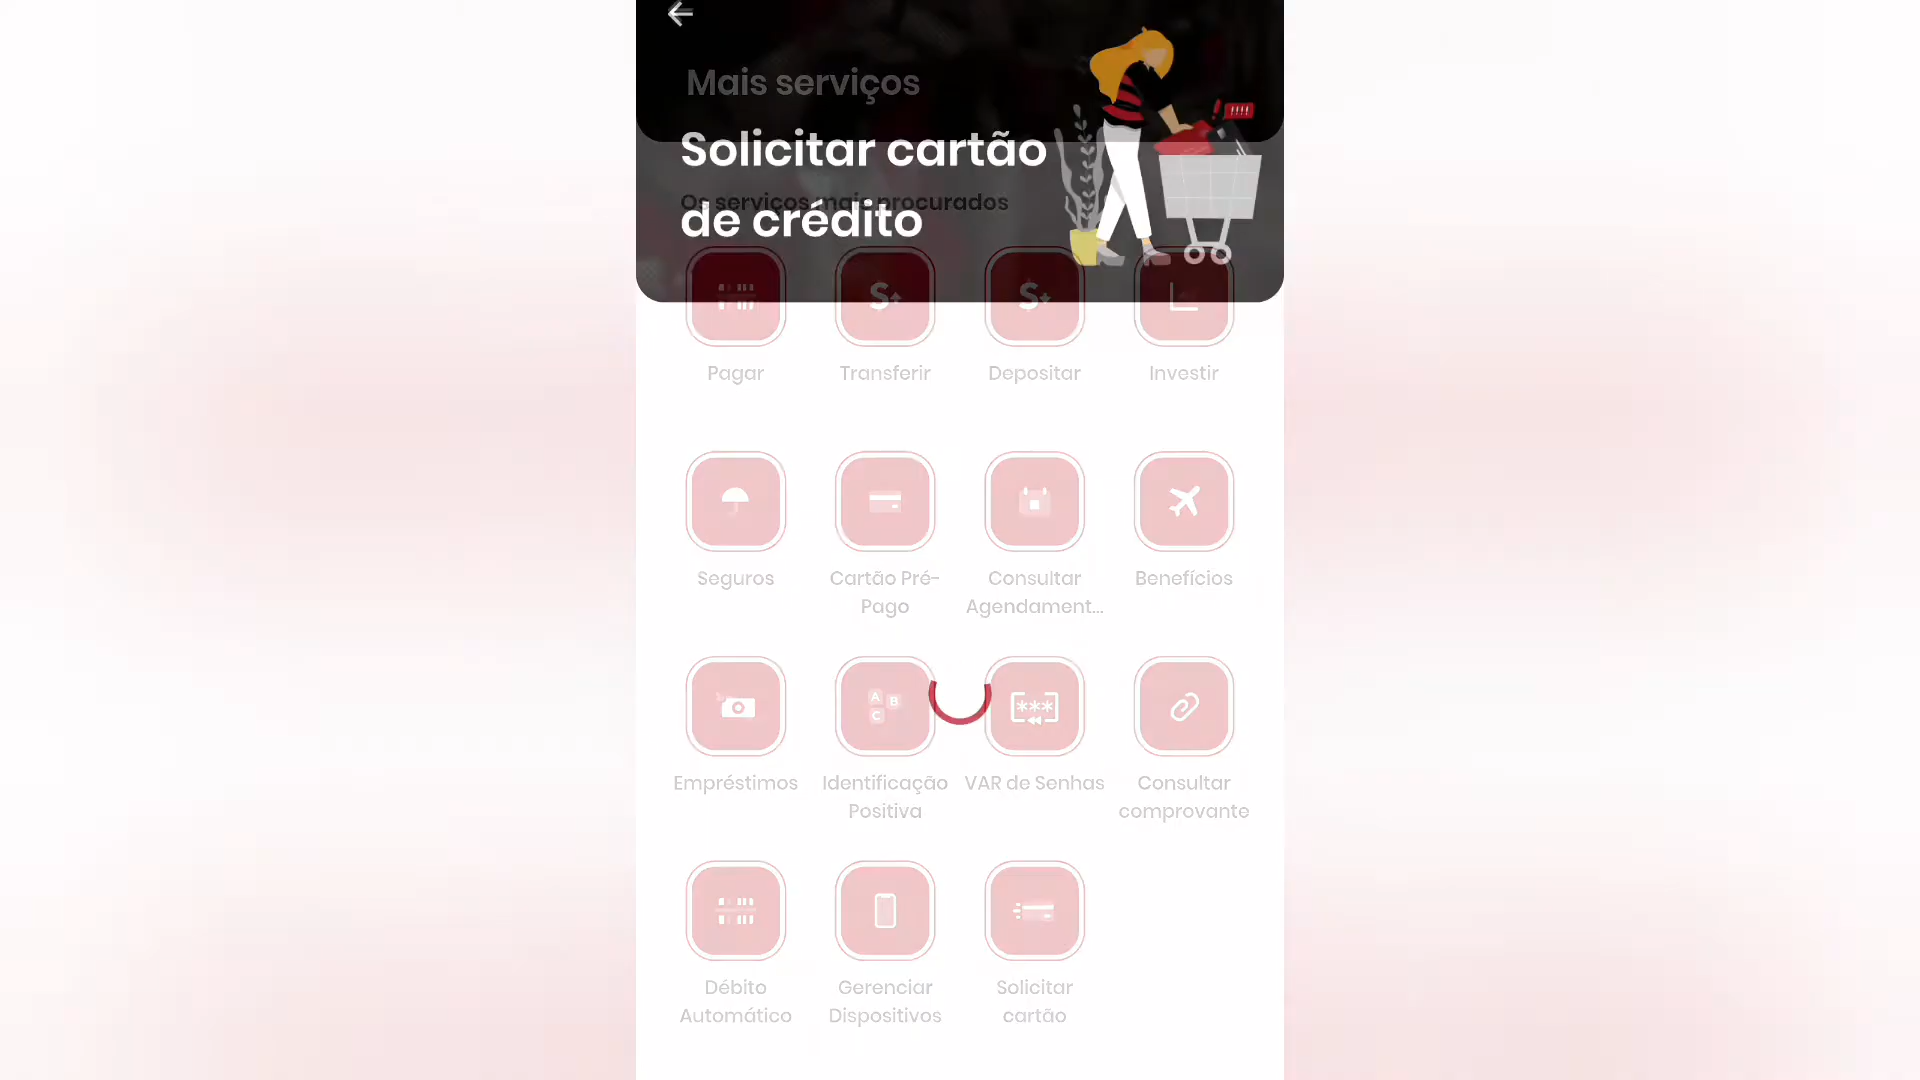 Mais serviços
Solicitar cartão
Os serviços mais procurados
de crédito
Pagar
Transferir
Depositar
Investir
Seguros
Cartão Pré-
Pago
Consultar
Agendament...
Benefícios
Empréstimos
Identificação
Positiva
VAR de Senhas
Consultar
comprovante
Débito
Automático
Gerenciar
Dispositivos
Solicitar
cartão